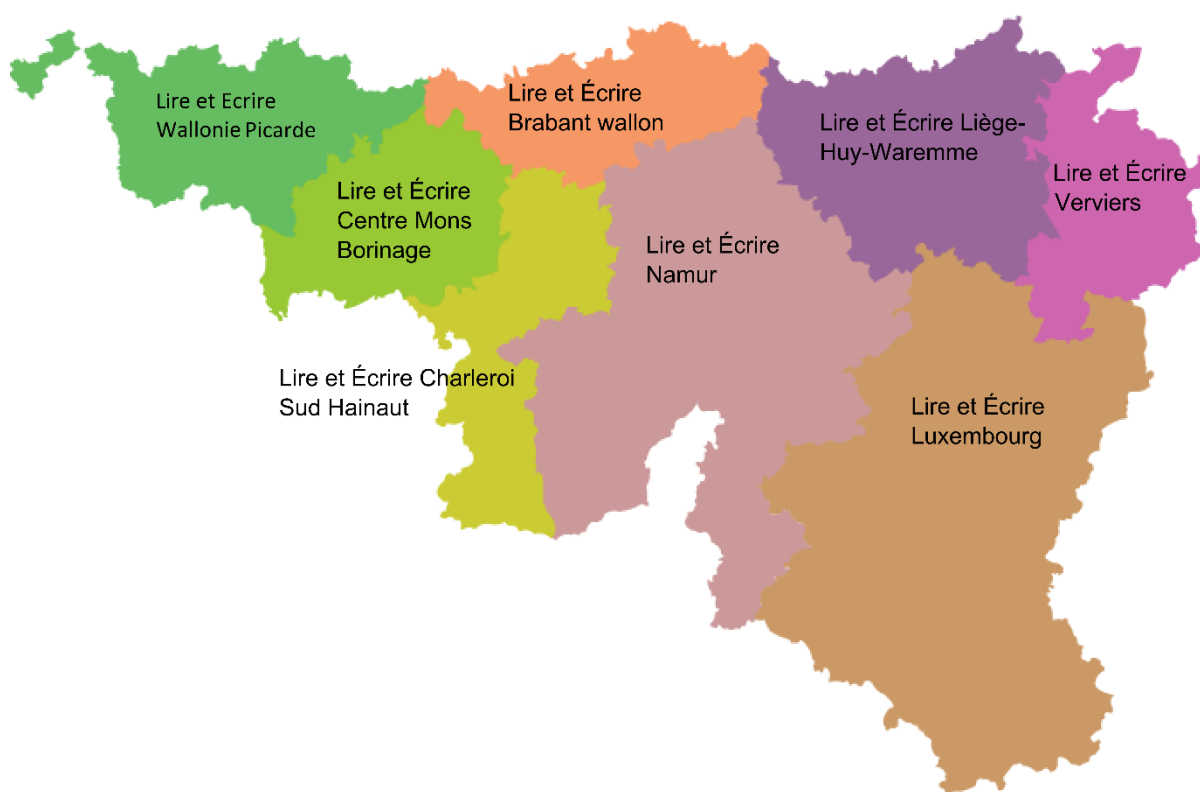 Lire et Ecrire
Wallonie Picarde
Lire et Écrire
Brabant wallon
Lire et Écrire Liège-
Huy-Waremme
Lire et Écrire
Verviers
Lire et Écrire
Centre Mons
Borinage
Lire et Écrire
Namur
Lire et Écrire Charleroi
Sud Hainaut
Lire et Écrire
Luxembourg